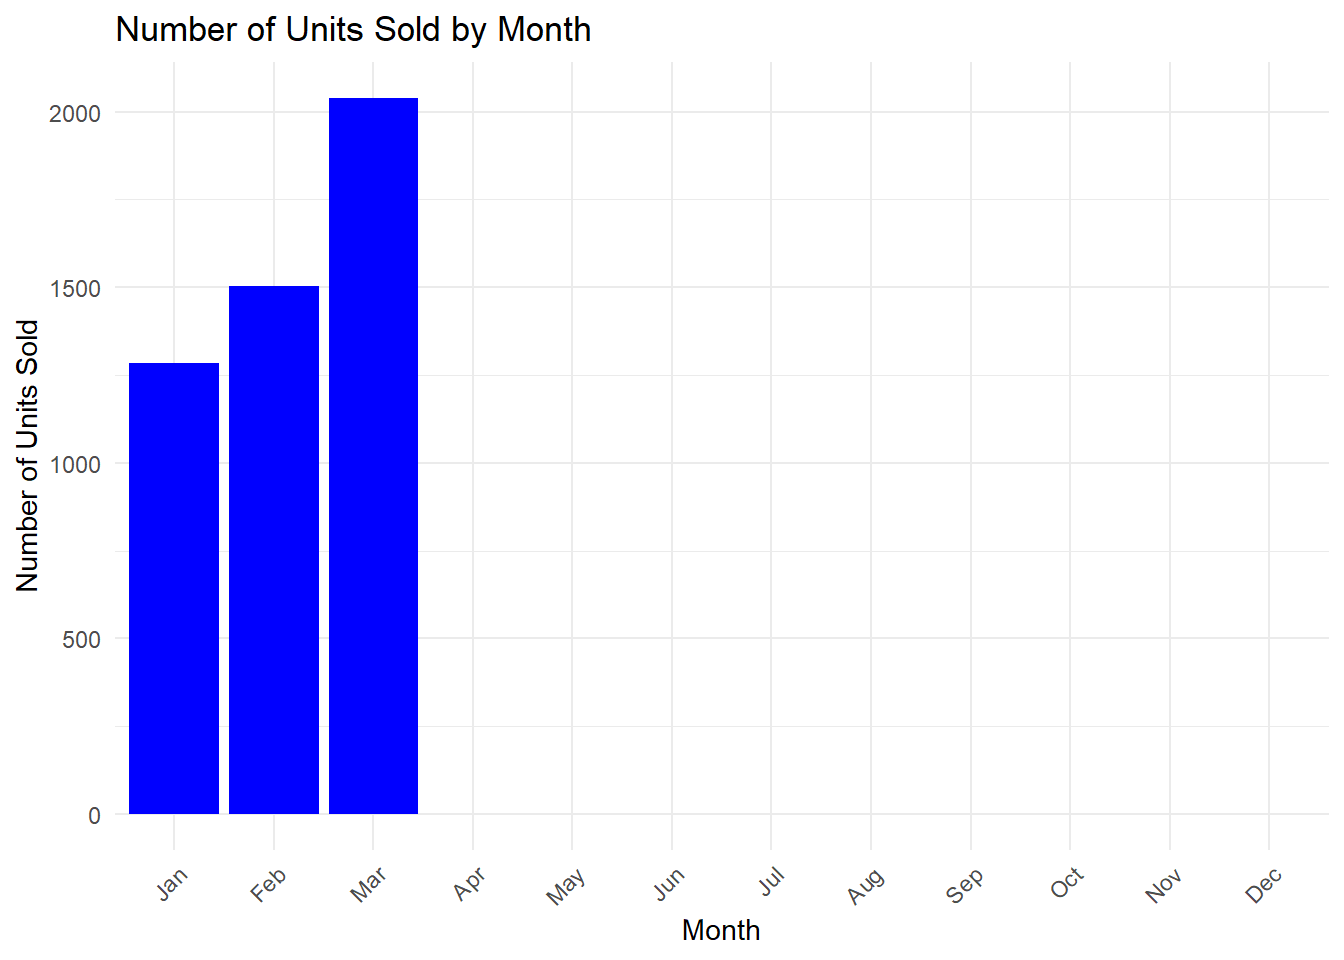 Number of Units Sold by Month
Number of Units Sold
2000
1500
1000
500
0
Jan
Feb
Mar
Apr
May
Jun
Jul
Aug
Sep
Oct
Nov
Dec
Month